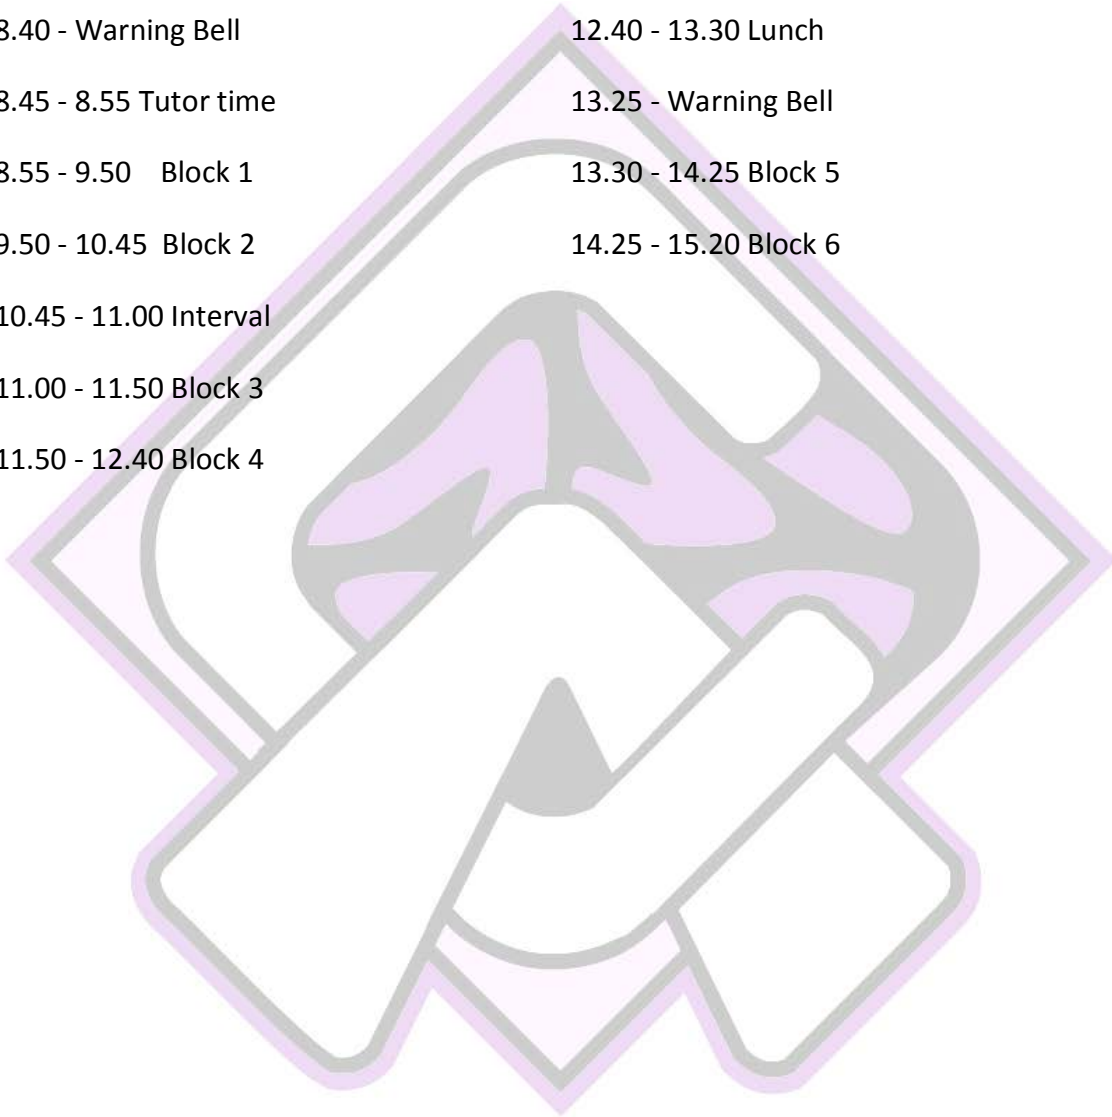 8.40 - Warning Bell
8.45 - 8.55 Tutor time
8.55 - 9.50 Block 1
9.50 - 10.45 Block 2
10.45 - 11.00 Interval
11.00 - 11.50 Block 3
11.50 - 12.40 Block 4
12.40 - 13.30 Lunch
13.25 - Warning Bell
13.30 - 14.25 Block 5
14.25 - 15.20 Block 6